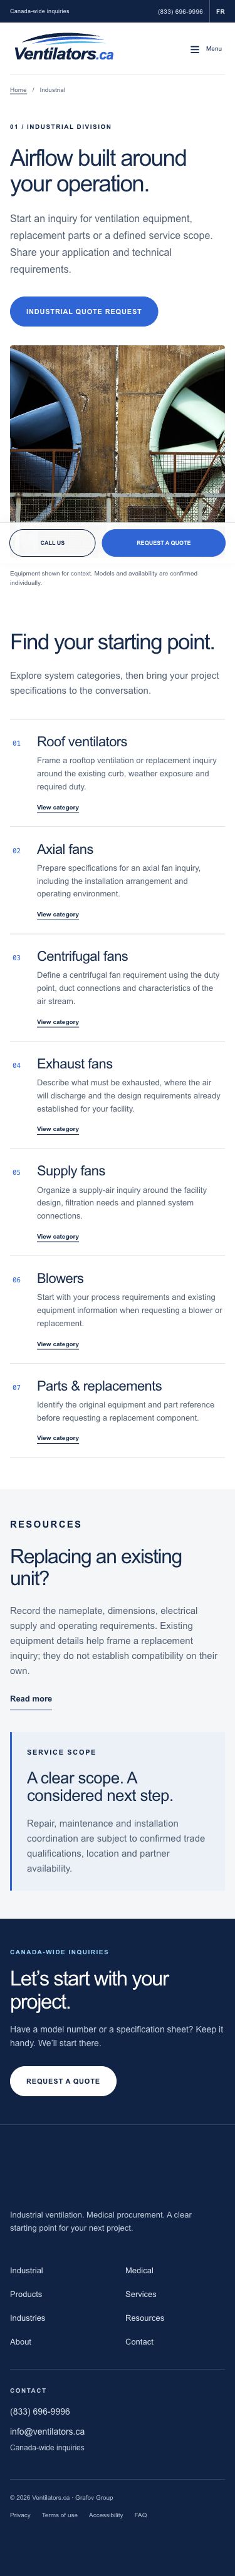 Canada-wide inquiries
(833) 696-9996
FR
Ventilators.ca
Menu
Home / Industrial
01 / INDUSTRIAL DIVISION
Airflow built around
your operation.
Start an inquiry for ventilation equipment,
replacement parts or a defined service scope.
Share your application and technical
requirements.
INDUSTRIAL QUOTE REQUEST
CALL US
REQUEST A QUOTE
Equipment shown for context. Models and availability are confirmed
individually.
Find your starting point.
Explore system categories, then bring your project
specifications to the conversation.
01
Roof ventilators
Frame a rooftop ventilation or replacement inquiry
around the existing curb, weather exposure and
required duty.
View category
02
Axial fans
Prepare specifications for an axial fan inquiry,
including the installation arrangement and
operating environment.
View category
03
Centrifugal fans
Define a centrifugal fan requirement using the duty
point, duct connections and characteristics of the
air stream.
View category
04
Exhaust fans
Describe what must be exhausted, where the air
will discharge and the design requirements already
established for your facility.
View category
05
Supply fans
Organize a supply-air inquiry around the facility
design, filtration needs and planned system
connections.
View category
06
Blowers
Start with your process requirements and existing
equipment information when requesting a blower or
replacement.
View category
07
Parts & replacements
Identify the original equipment and part reference
before requesting a replacement component.
View category
RESOURCES
Replacing an existing
unit?
Record the nameplate, dimensions, electrical
supply and operating requirements. Existing
equipment details help frame a replacement
inquiry; they do not establish compatibility on their
own.
Read more
SERVICE SCOPE
A clear scope. A
considered next step.
Repair, maintenance and installation
coordination are subject to confirmed trade
qualifications, location and partner
availability.
CANADA-WIDE INQUIRIES
Let’s start with your
project.
Have a model number or a specification sheet? Keep it
handy. We’ll start there.
REQUEST A QUOTE
Industrial ventilation. Medical procurement. A clear
starting point for your next project.
Industrial
Medical
Products
Services
Industries
Resources
About
Contact
CONTACT
(833) 696-9996
info@ventilators.ca
Canada-wide inquiries
© 2026 Ventilators.ca · Grafov Group
Privacy
Terms of use
Accessibility
FAQ